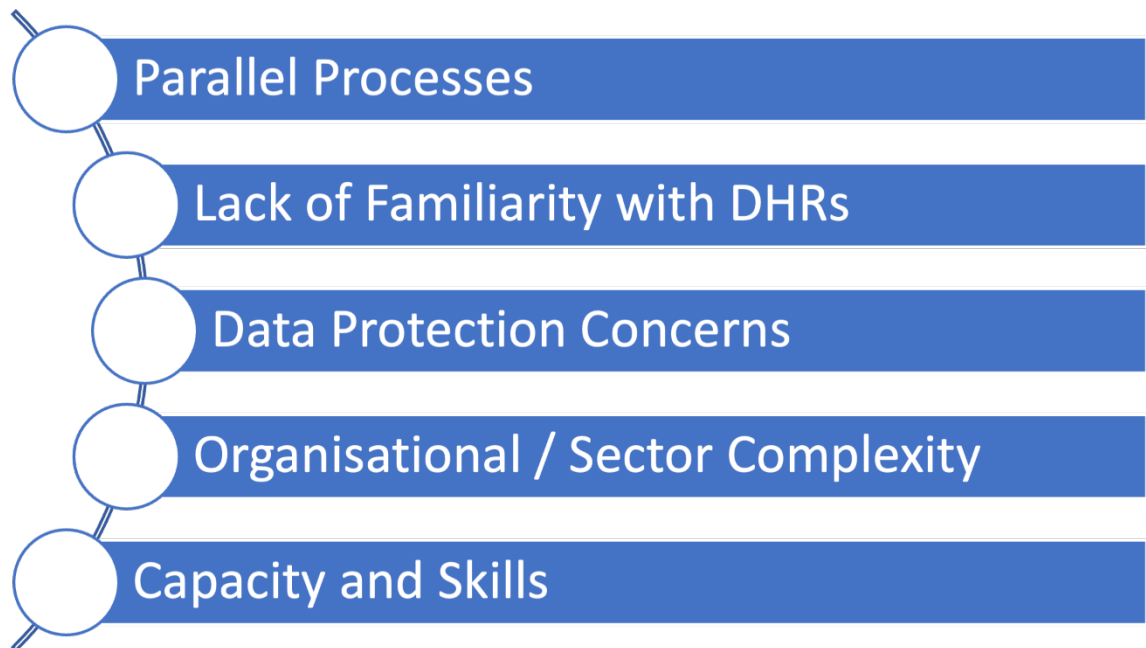 Parallel Processes
Lack of Familiarity with DHRs
Data Protection Concerns
Organisational / Sector Complexity
Capacity and Skills